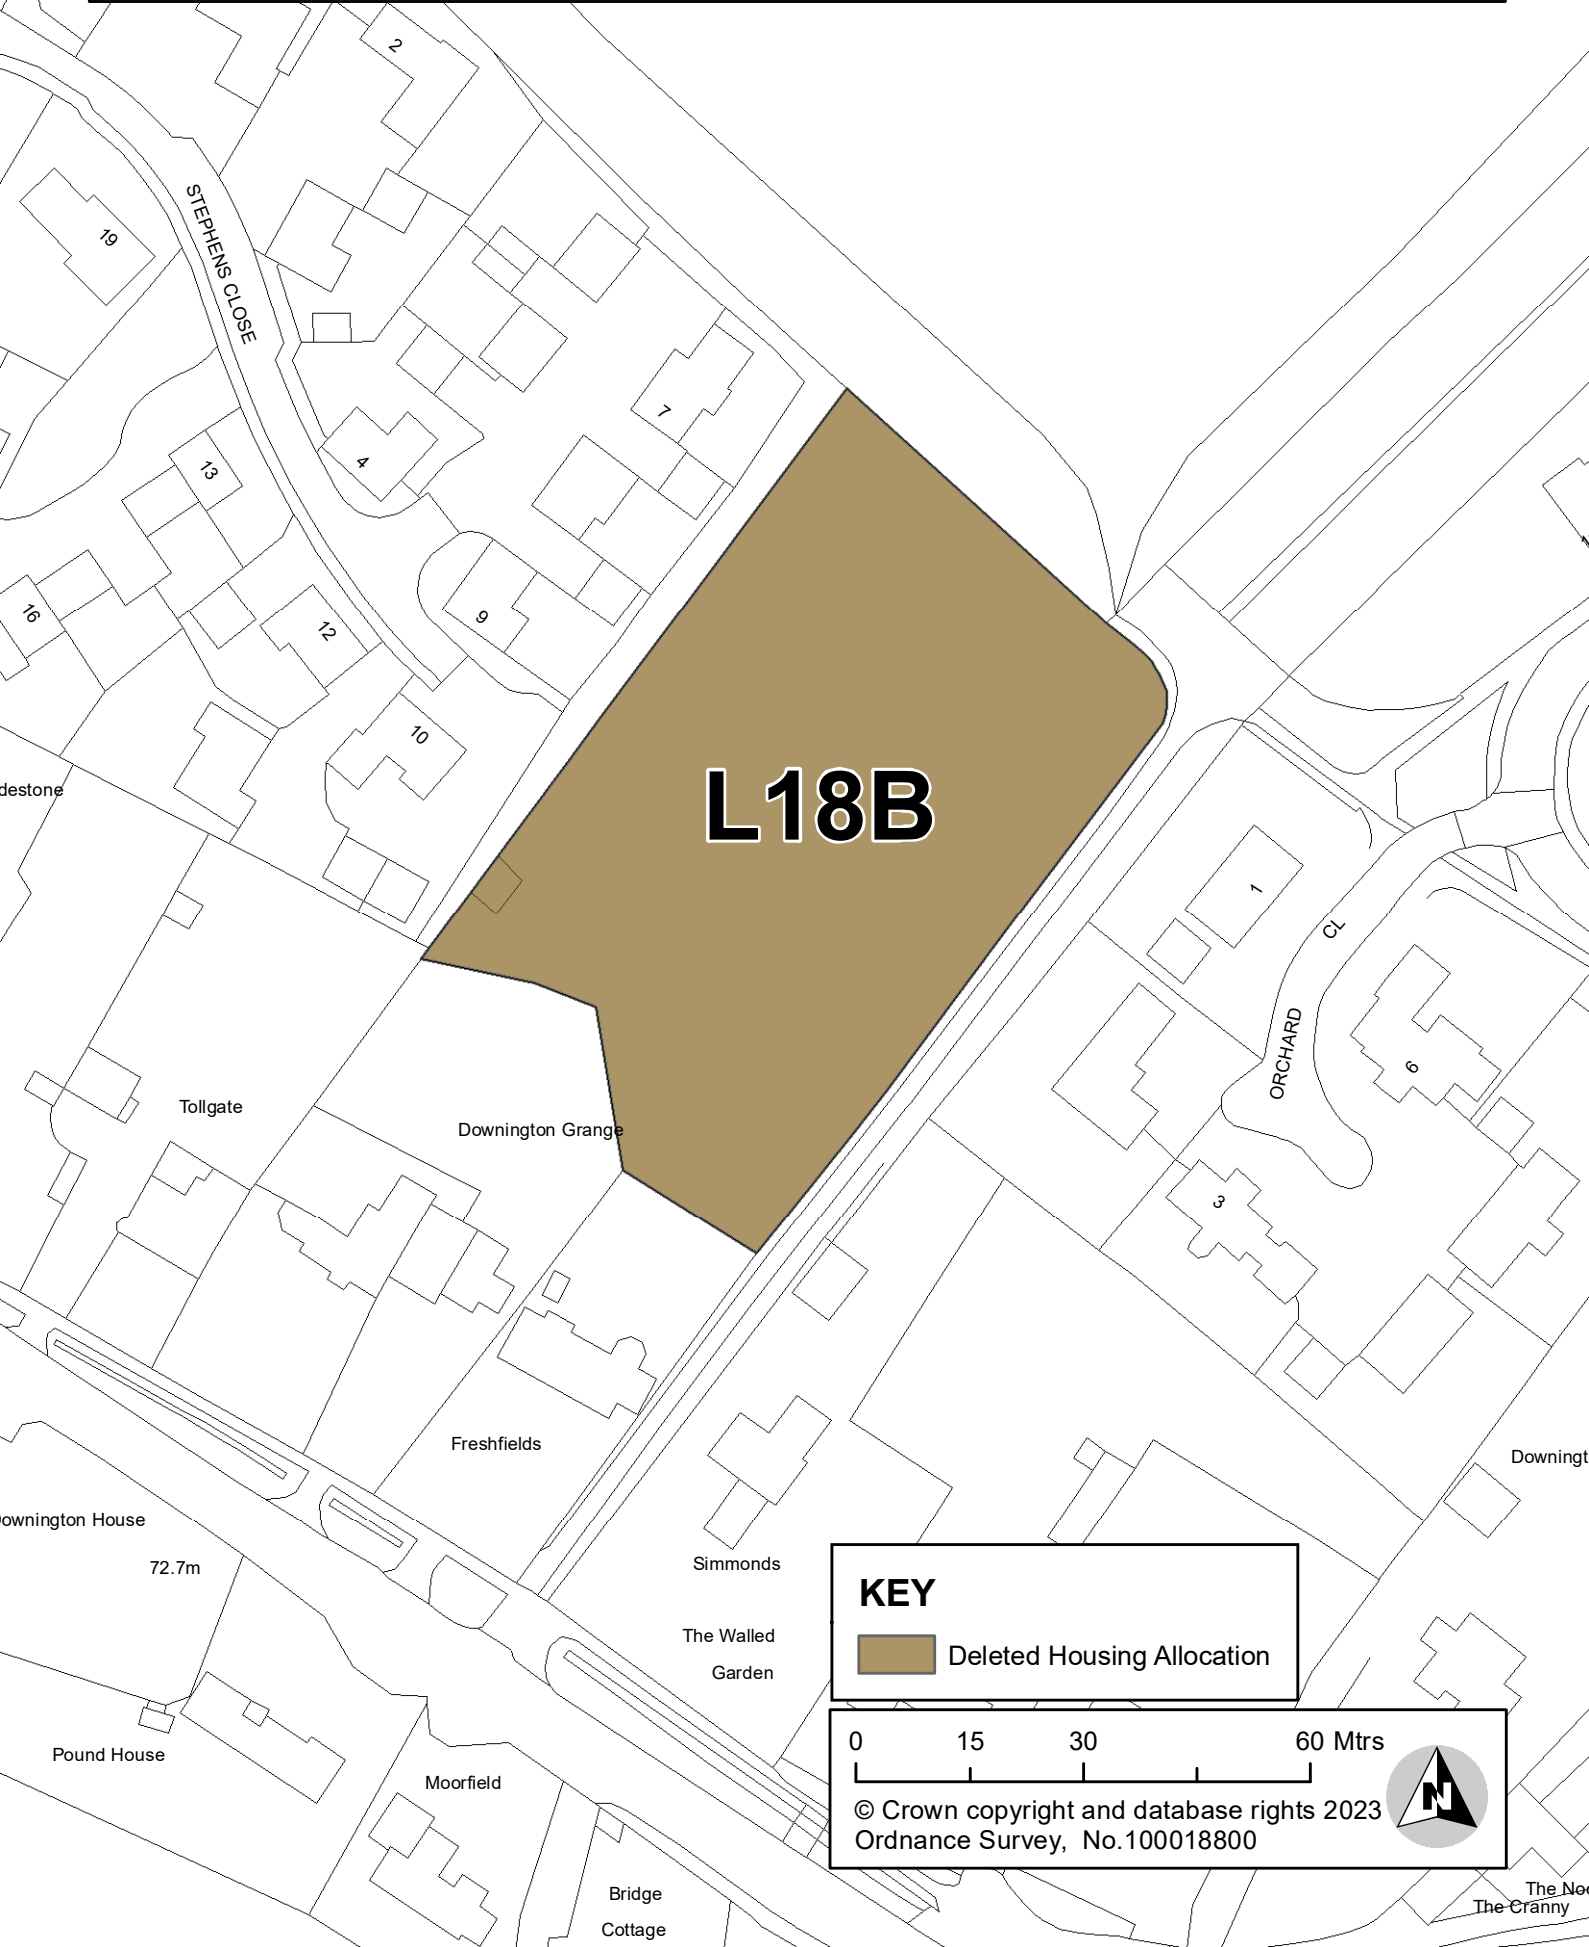 2
19
STEPHENS CLOSE
7
4
13
9
16
12
10
destone
L18B
1
CL
ORCHARD
6
Tollgate
Downington Grange
3
Freshfields
Downingt
ownington House
72.7m
Simmonds
The Walled
Garden
KEY
Deleted Housing Allocation
0 15 30 60 Mtrs
© Crown copyright and database rights 2023
Ordnance Survey, No.100018800
N
Pound House
Moorfield
Bridge
Cottage
The Noo
The Cranny